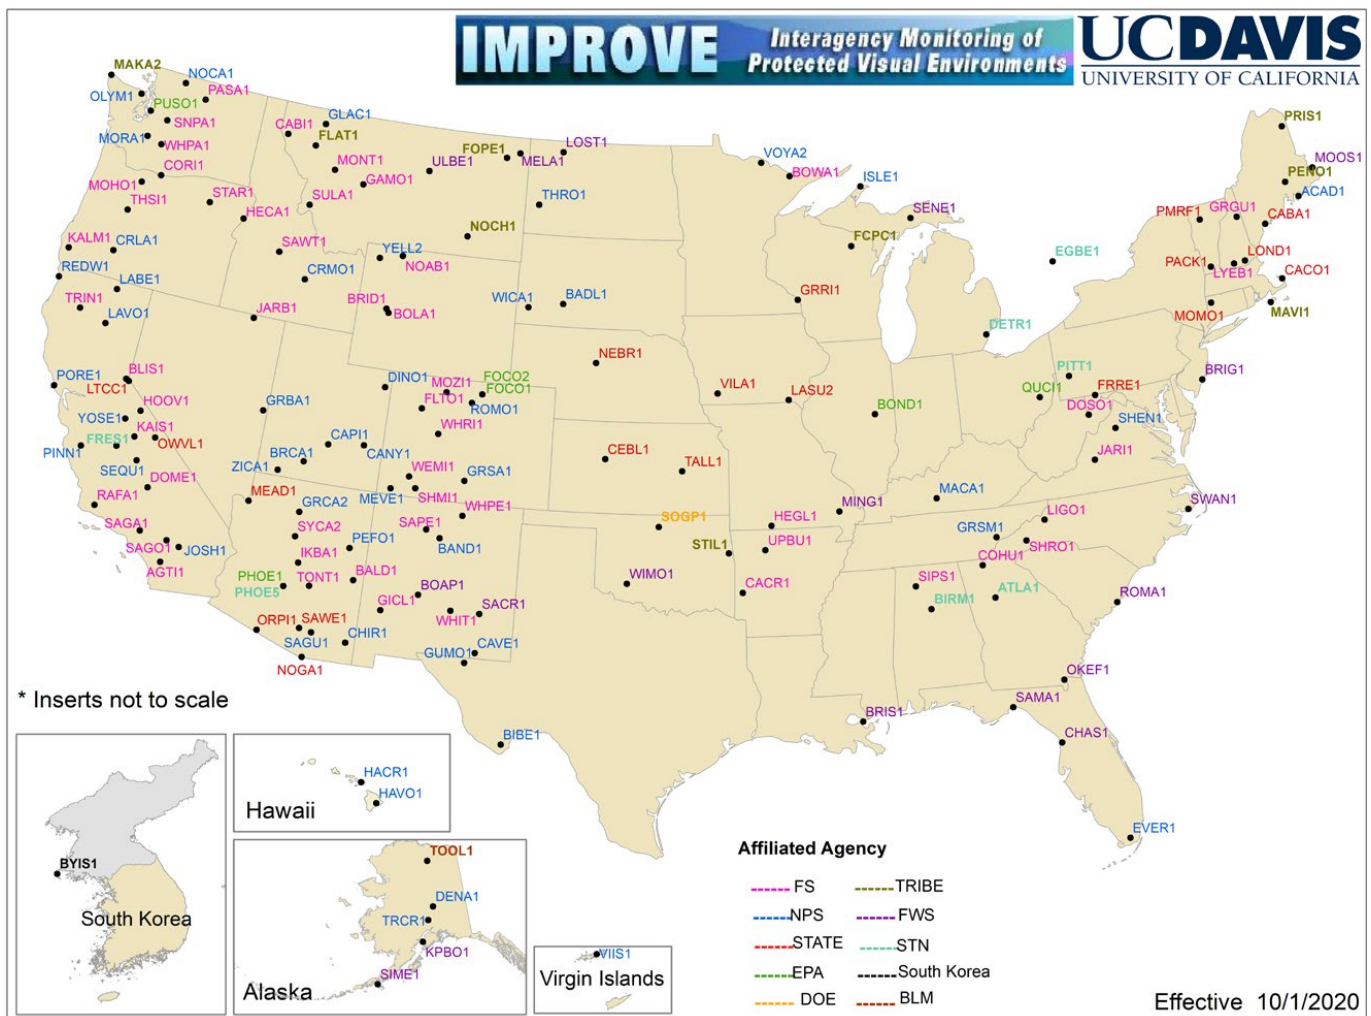 IMPROVE
Interagency Monitoring of
Protected Visual Environments
UCDAVIS
UNIVERSITY OF CALIFORNIA
MAKA2
NOCA1
OLYM1
PASA1
PUSO1
SNPA1
MORA1
WHPA1
CORI1
MOHO1
THSI1
STAR1
HECA1
KALM1
CRLA1
REDW1
LABE1
TRIN1
LAVO1
GLAC1
CABI1
FLAT1
MONT1
GAMO1
SULA1
ULBE1
FOPE1
MELA1
LOST1
THRO1
NOCH1
SAWT1
CRMO1
YELL2
NOAB1
JARB1
BRID1
BOLA1
WICA1
BADL1
VOYA2
BOWA1
ISLE1
SENE1
FCPC1
GRRI1
EGBE1
DETR1
PRIS1
MOOS1
PENO1
ACAD1
PMRF1
GRGU1
CABA1
PACK1
LYEB1
LOND1
CACO1
MOMO1
MAVI1
PORE1
BLIS1
LTCC1
HOOV1
YOSE1
KAIS1
FRES1
OWVL1
PINN1
SEQU1
DOME1
RAFA1
SAGA1
SAGO1
JOSH1
AGTI1
GRBA1
DINO1
MOZI1
FOCO2
FOCO1
FLTO1
ROMO1
WHRI1
CAPI1
BRCA1
CANY1
ZICA1
WEMI1
GRSA1
MEAD1
MEVE1
SHMI1
WHPE1
GRCA2
SYCA2
SAPE1
BAND1
IKBA1
PEFO1
PHOE1
PHOE5
TONT1
BALD1
BOAP1
GICL1
WHIT1
SACR1
ORPI1
SAWE1
SAGU1
CHIR1
NOGA1
GUMO1
CAVE1
BIBE1
NEBR1
VILA1
LASU2
BOND1
CEBL1
TALL1
MING1
MACA1
SOGP1
STIL1
WIMO1
HEGL1
UPBU1
CACR1
PITT1
QUCI1
FRRE1
DOSO1
SHEN1
JARI1
BRIG1
SWAN1
LIGO1
GRSM1
SHRO1
COHU1
SIPS1
BIRM1
ATLA1
ROMA1
OKEF1
SAMA1
CHAS1
BRIS1
EVER1
* Inserts not to scale
BYIS1
South Korea
HACR1
HAVO1
Hawaii
TOOL1
DENA1
TRCR1
KPBO1
SIME1
Alaska
VIIS1
Virgin Islands
Affiliated Agency
FS
TRIBE
NPS
FWS
STATE
STN
EPA
South Korea
DOE
BLM
Effective 10/1/2020